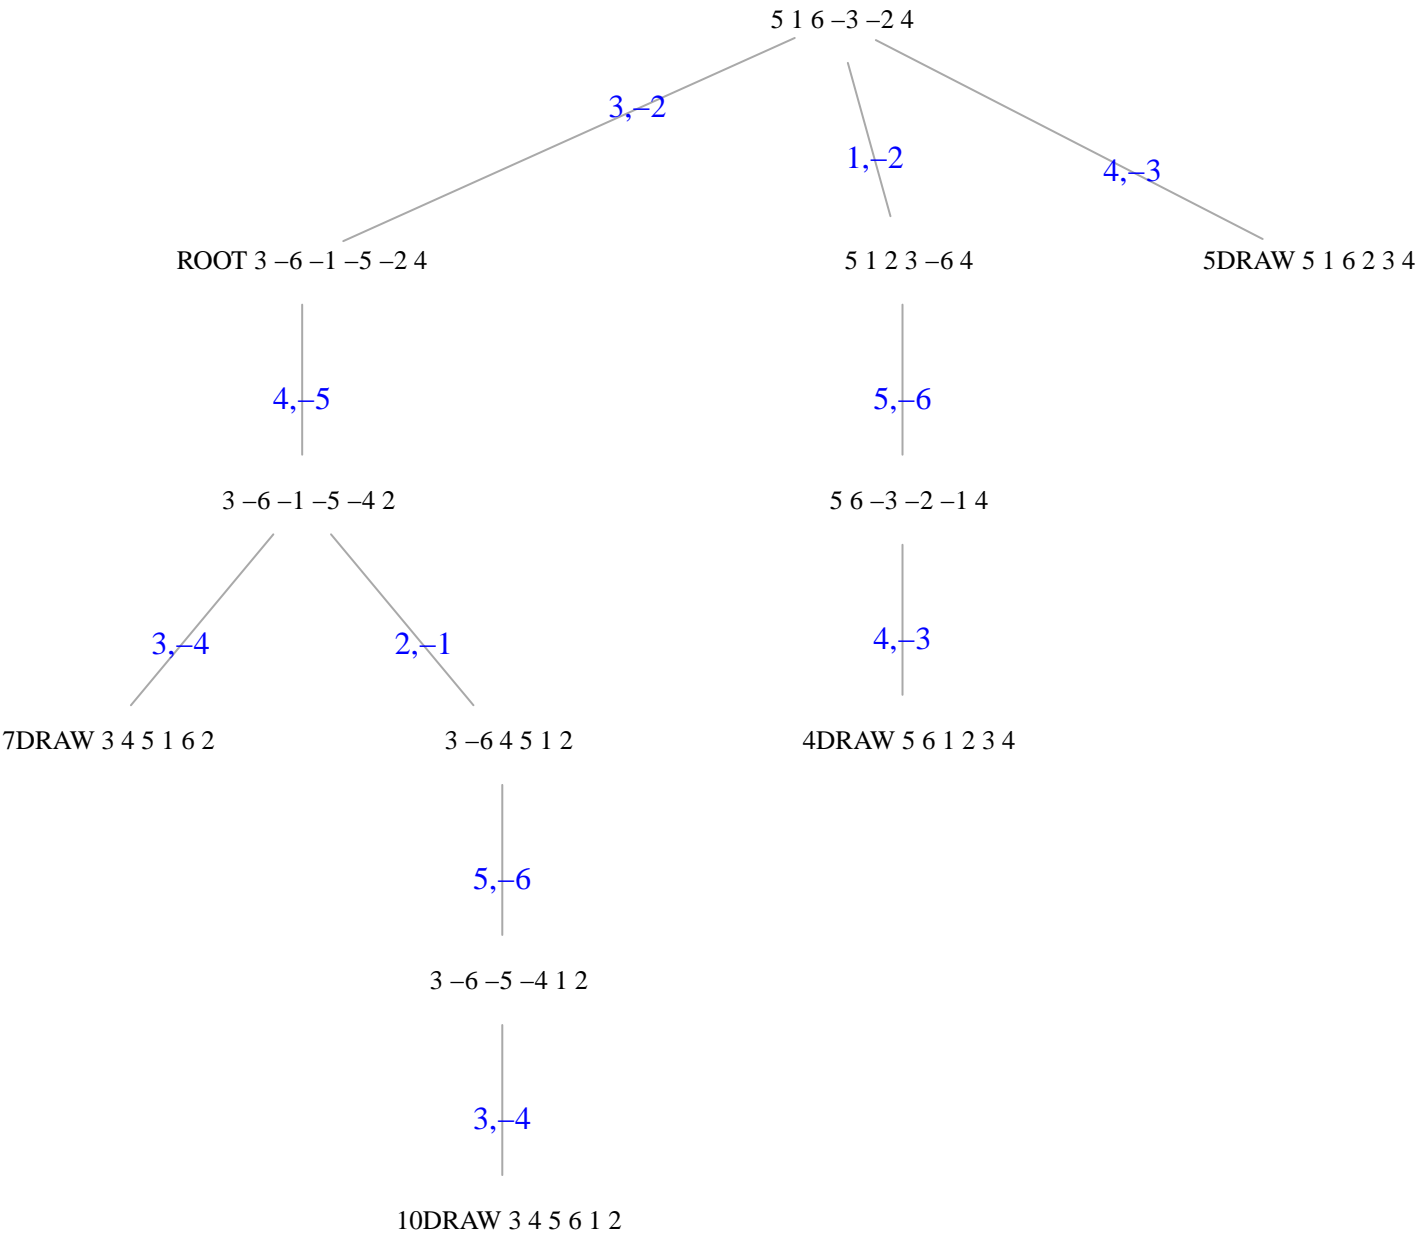 5 1 6 –3 –2 4
3,–2
1,–2
4,–3
ROOT 3 –6 –1 –5 –2 4
5 1 2 3 –6 4
5DRAW 5 1 6 2 3 4
4,–5
5,–6
3 –6 –1 –5 –4 2
5 6 –3 –2 –1 4
3,–4
2,–1
4,–3
7DRAW 3 4 5 1 6 2
3 –6 4 5 1 2
4DRAW 5 6 1 2 3 4
5,–6
3 –6 –5 –4 1 2
3,–4
10DRAW 3 4 5 6 1 2